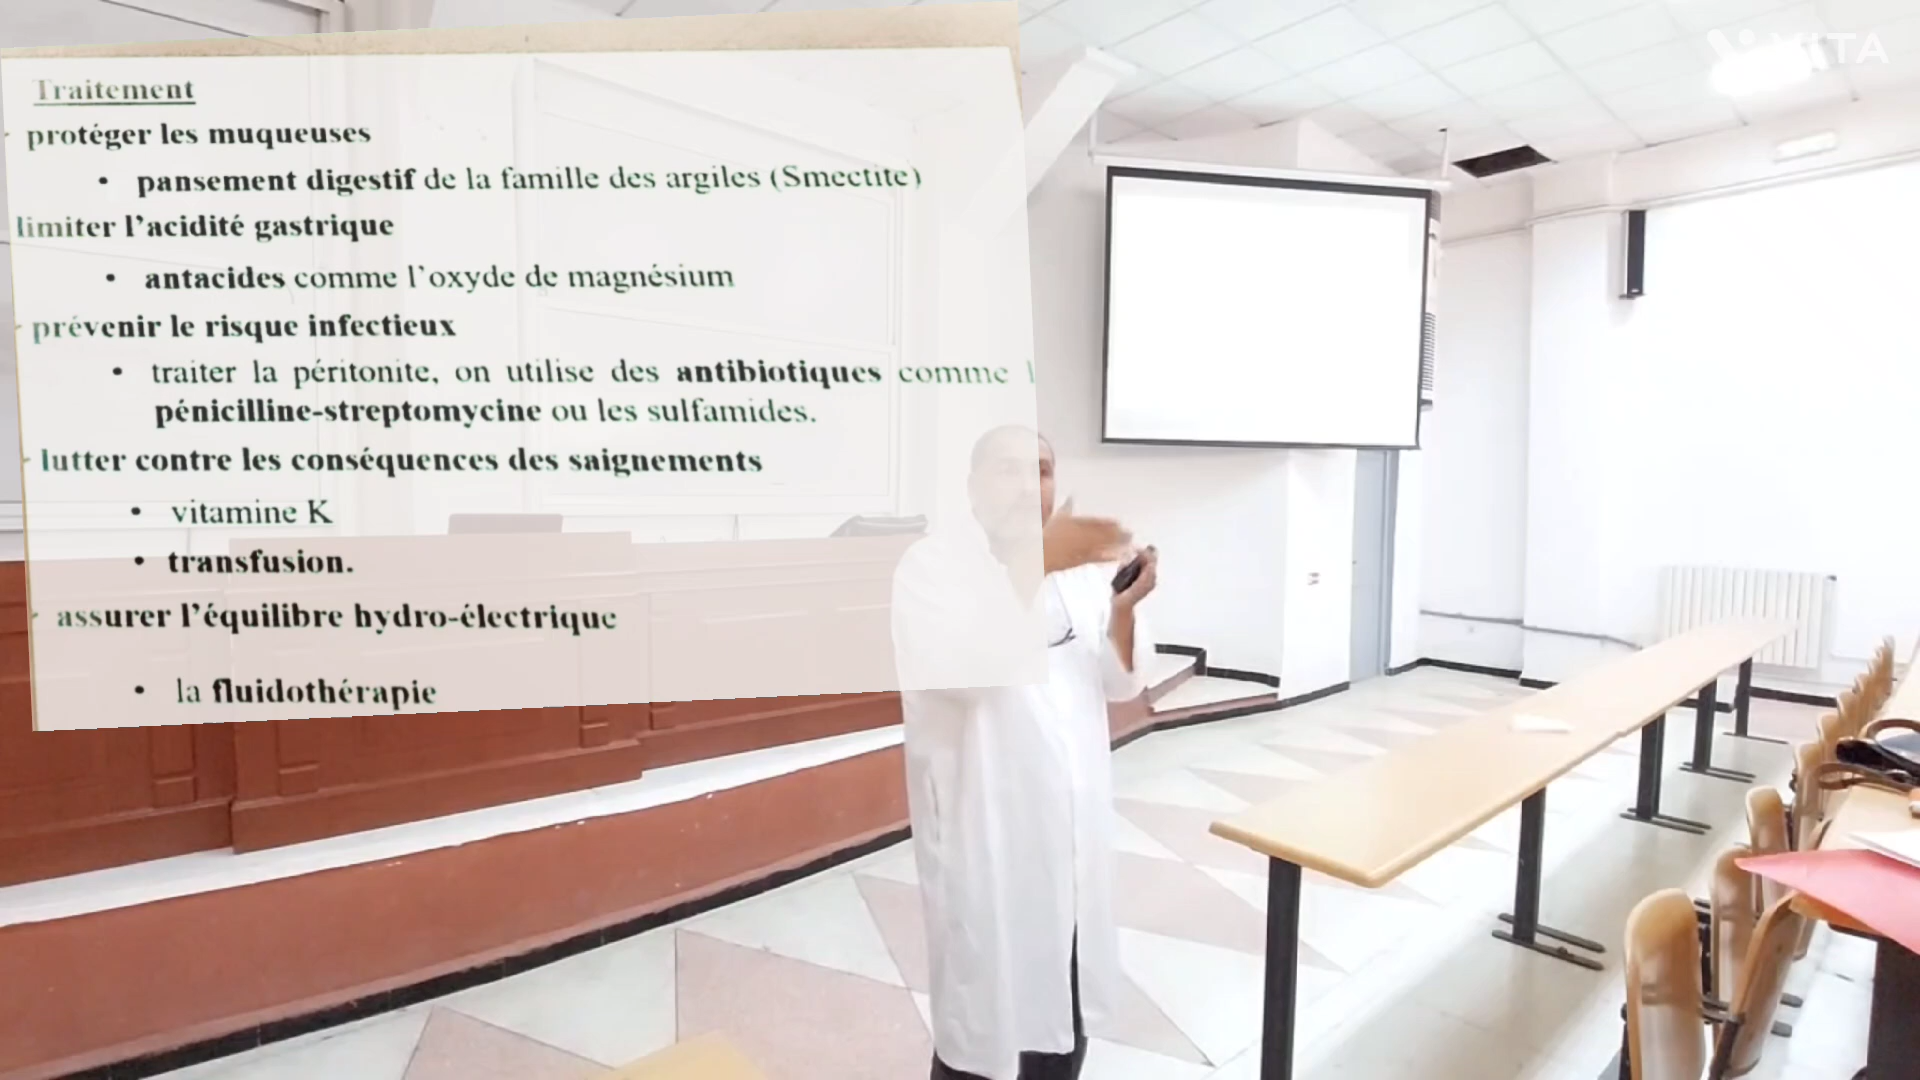 Traitement
protéger les muqueuses
• pansement digestif de la famille des argiles (Smectite)
limiter l'acidité gastrique
• antacides comme l'oxyde de magnésium
prévenir le risque infectieux
• traiter la péritonite, on utilise des antibiotiques comme
pénicilline-streptomycine ou les sulfamides.
lutter contre les conséquences des saignements
• vitamine K
• transfusion.
assurer l'équilibre hydro-électrique
• la fluidothérapie
VITA